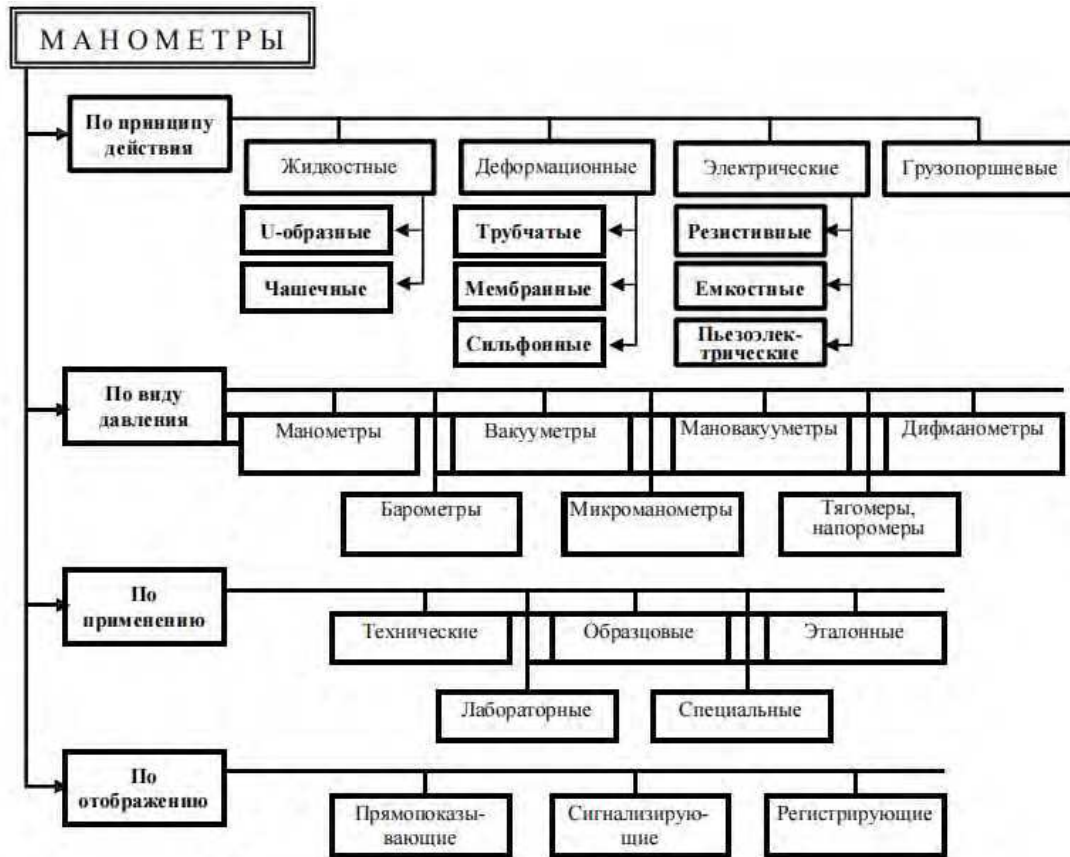 МАНОМЕТРЫ
По принципу
действия
Жидкостные
Деформационные
Электрические
Грузопоршневые
U-образные
Трубчатые
Резистивные
Чашечные
Мембранные
Емкостные
Сильфонные
Пьезоэлек-
трические
По виду
давления
Манометры
Вакууметры
Мановакууметры
Дифманометры
Барометры
Микроманометры
Тягомеры,
напоромеры
По
применению
Технические
Образцовые
Эталонные
Лабораторные
Специальные
По
отображению
Прямопоказы-
вающие
Сигнализирую-
щие
Регистрирующие